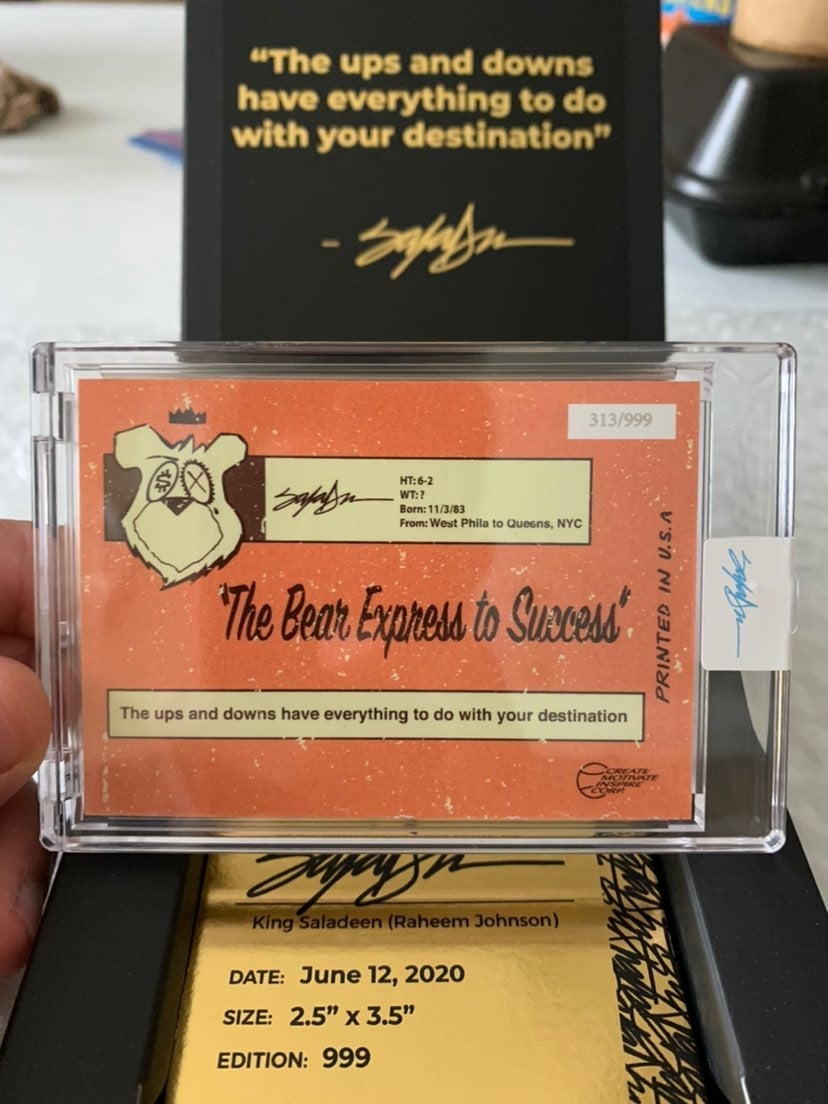 “The ups and downs
have everything to do
with your destination”
- SalaDn
313/999
SalaDn
HT: 6-2
WT: ?
Born: 11/3/83
From: West Phila to Queens, NYC
"The Bear Express to Success"
PRINTED IN U.S.A
The ups and downs have everything to do with your destination
CREATE
MOTIVATE
INSPIRE
CORP.
King Saladeen (Raheem Johnson)
DATE: June 12, 2020
SIZE: 2.5” x 3.5”
EDITION: 999